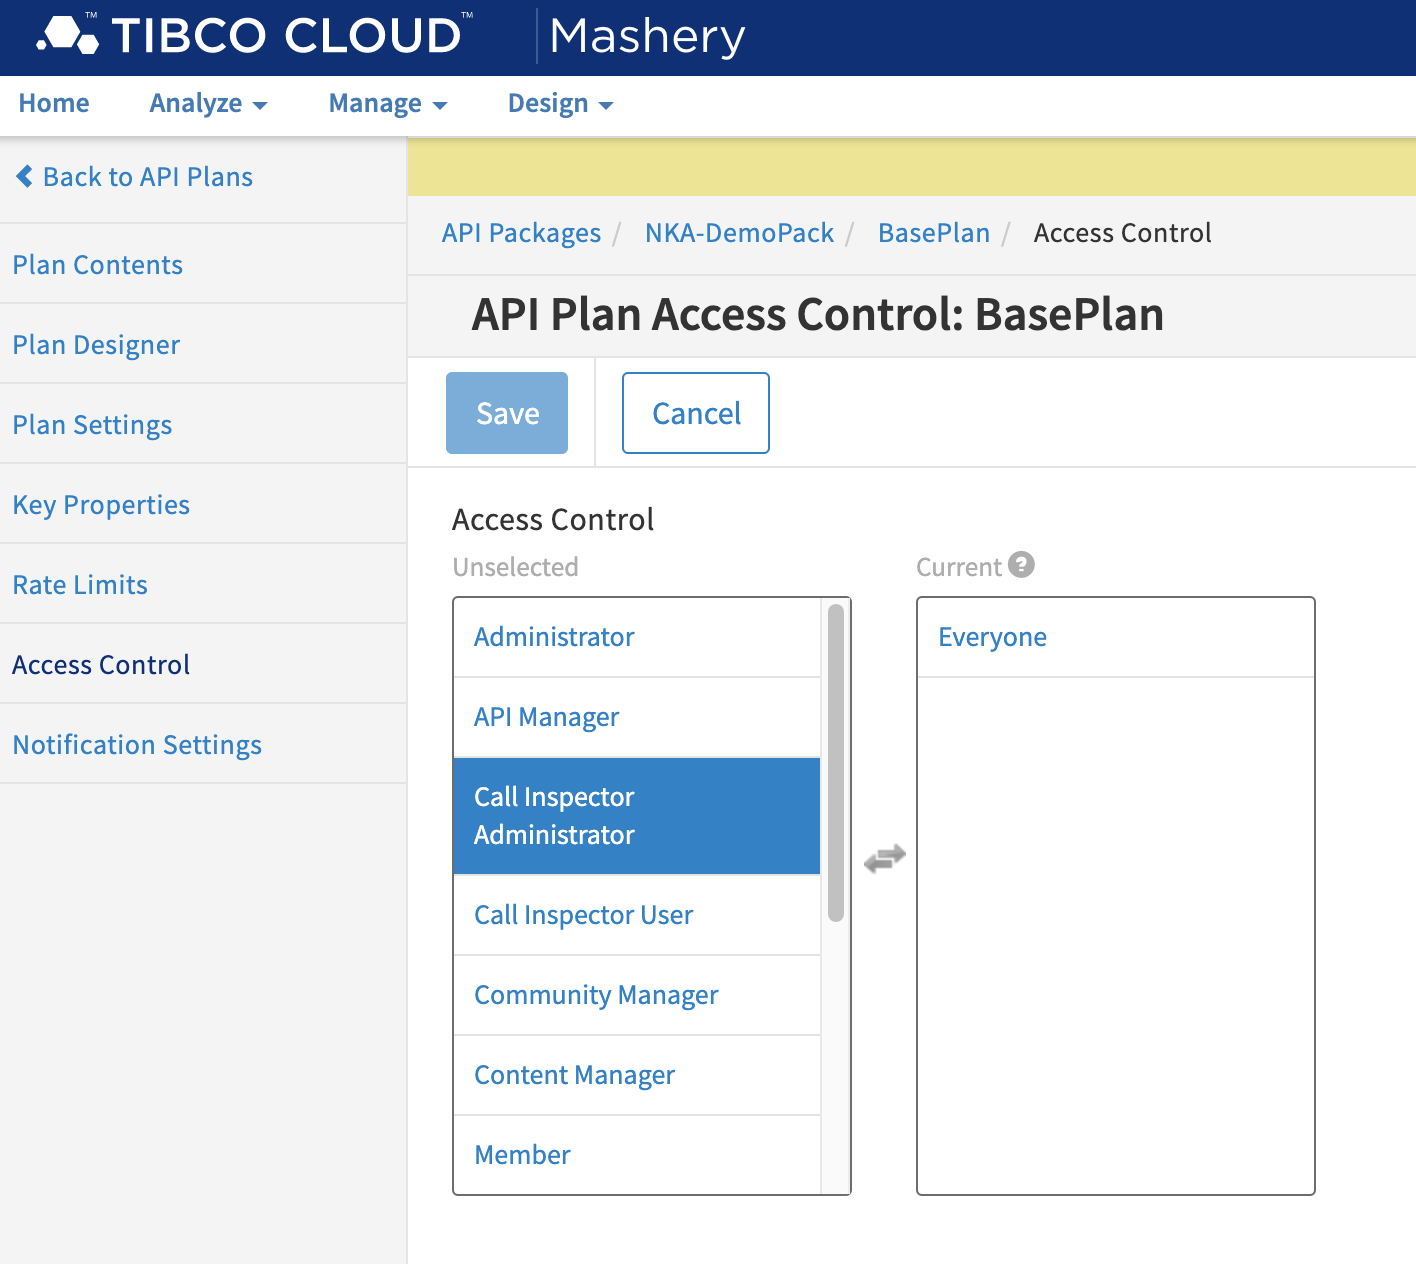 TIBCO CLOUD™ | Mashery
Home Analyze Manage Design
Back to API Plans
Plan Contents
Plan Designer
Plan Settings
Key Properties
Rate Limits
Access Control
Notification Settings
API Packages / NKA-DemoPack / BasePlan / Access Control
API Plan Access Control: BasePlan
Save Cancel
Access Control
Unselected
Administrator
API Manager
Call Inspector
Administrator
Call Inspector User
Community Manager
Content Manager
Member
Current ?
Everyone